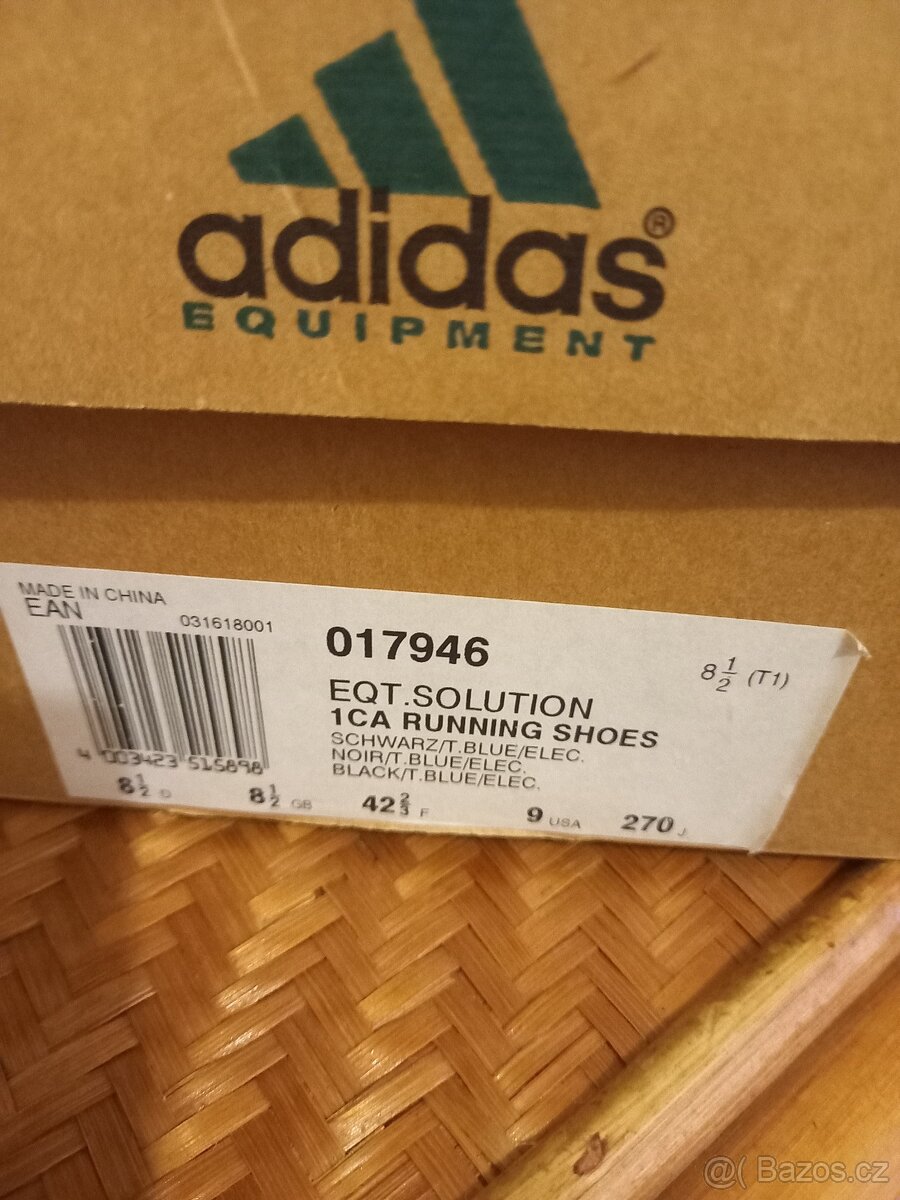 adidas®
EQUIPMENT
MADE IN CHINA
EAN
031618001
4 003423 515898
017946
8 1/2 (T1)
EQT.SOLUTION
1CA RUNNING SHOES
SCHWARZ/T.BLUE/ELEC.
NOIR/T.BLUE/ELEC.
BLACK/T.BLUE/ELEC.
8 1/2 D 8 1/2 GB 42 2/3 F 9 USA 270 J
@( Bazos.cz